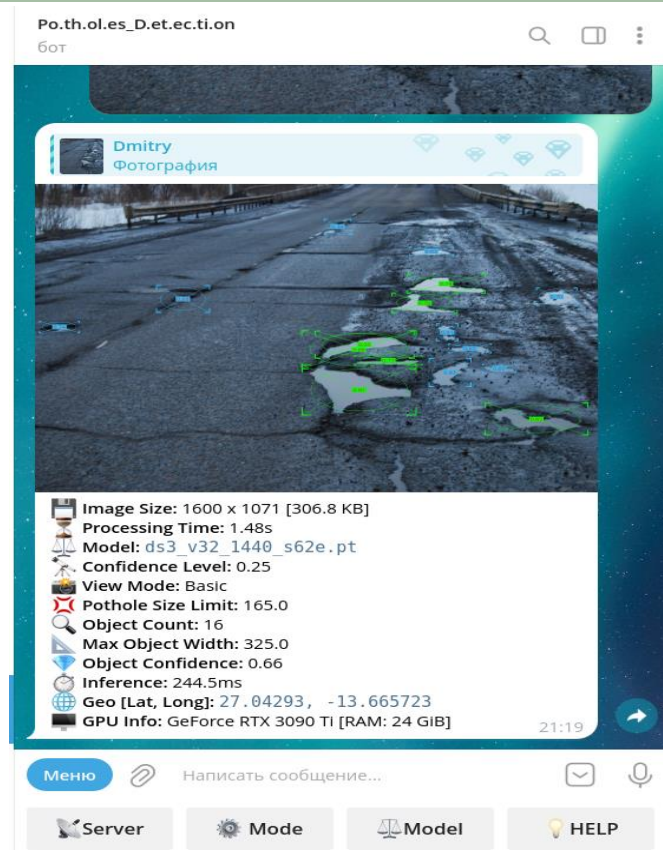 Po.th.ol.es_D.et.ec.ti.on
бот
Dmitry
Фотография
Image Size: 1600 x 1071 [306.8 KB]
Processing Time: 1.48s
Model: ds3_v32_1440_s62e.pt
Confidence Level: 0.25
View Mode: Basic
Pothole Size Limit: 165.0
Object Count: 16
Max Object Width: 325.0
Object Confidence: 0.66
Inference: 244.5ms
Geo [Lat, Long]: 27.04293, -13.665723
GPU Info: GeForce RTX 3090 Ti [RAM: 24 GiB]
21:19
Меню
Написать сообщение...
Server
Mode
Model
HELP